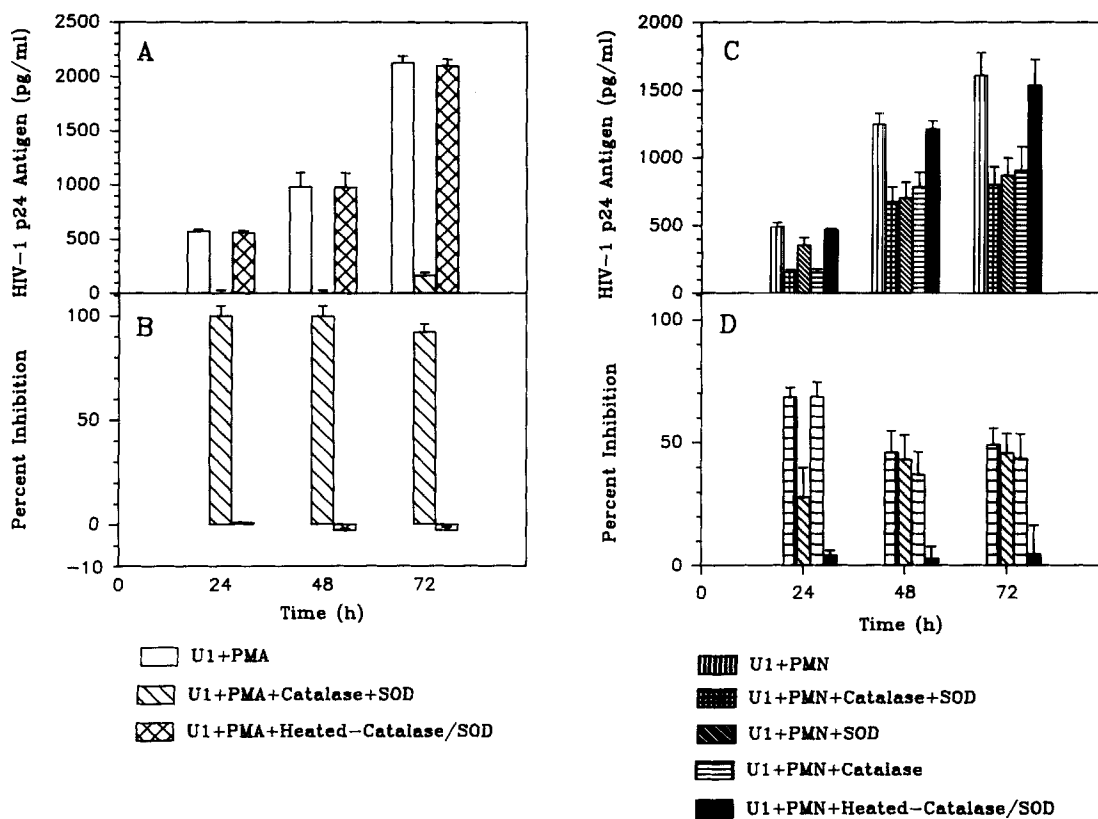 A
HIV-1 p24 Antigen (pg/ml)
2500
2000
1500
1000
500
0
B
Percent Inhibition
100
50
0
-10
0
24
48
72
Time (h)
U1+PMA
U1+PMA+Catalase+SOD
U1+PMA+Heated-Catalase/SOD
C
HIV-1 p24 Antigen (pg/ml)
2000
1500
1000
500
0
D
Percent Inhibition
100
50
0
0
24
48
72
Time (h)
U1+PMN
U1+PMN+Catalase+SOD
U1+PMN+SOD
U1+PMN+Catalase
U1+PMN+Heated-Catalase/SOD